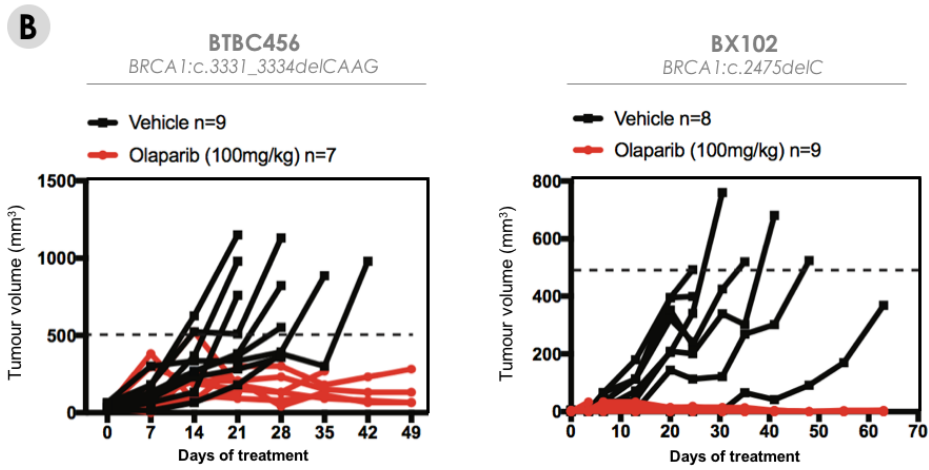 B
BTBC456
BRCA1:c.3331_3334delCAAG
Vehicle n=9
Olaparib (100mg/kg) n=7
Tumour volume (mm³)
1500
1000
500
0
0 7 14 21 28 35 42 49
Days of treatment
BX102
BRCA1:c.2475delC
Vehicle n=8
Olaparib (100mg/kg) n=9
Tumour volume (mm³)
800
600
400
200
0
0 10 20 30 40 50 60 70
Days of treatment